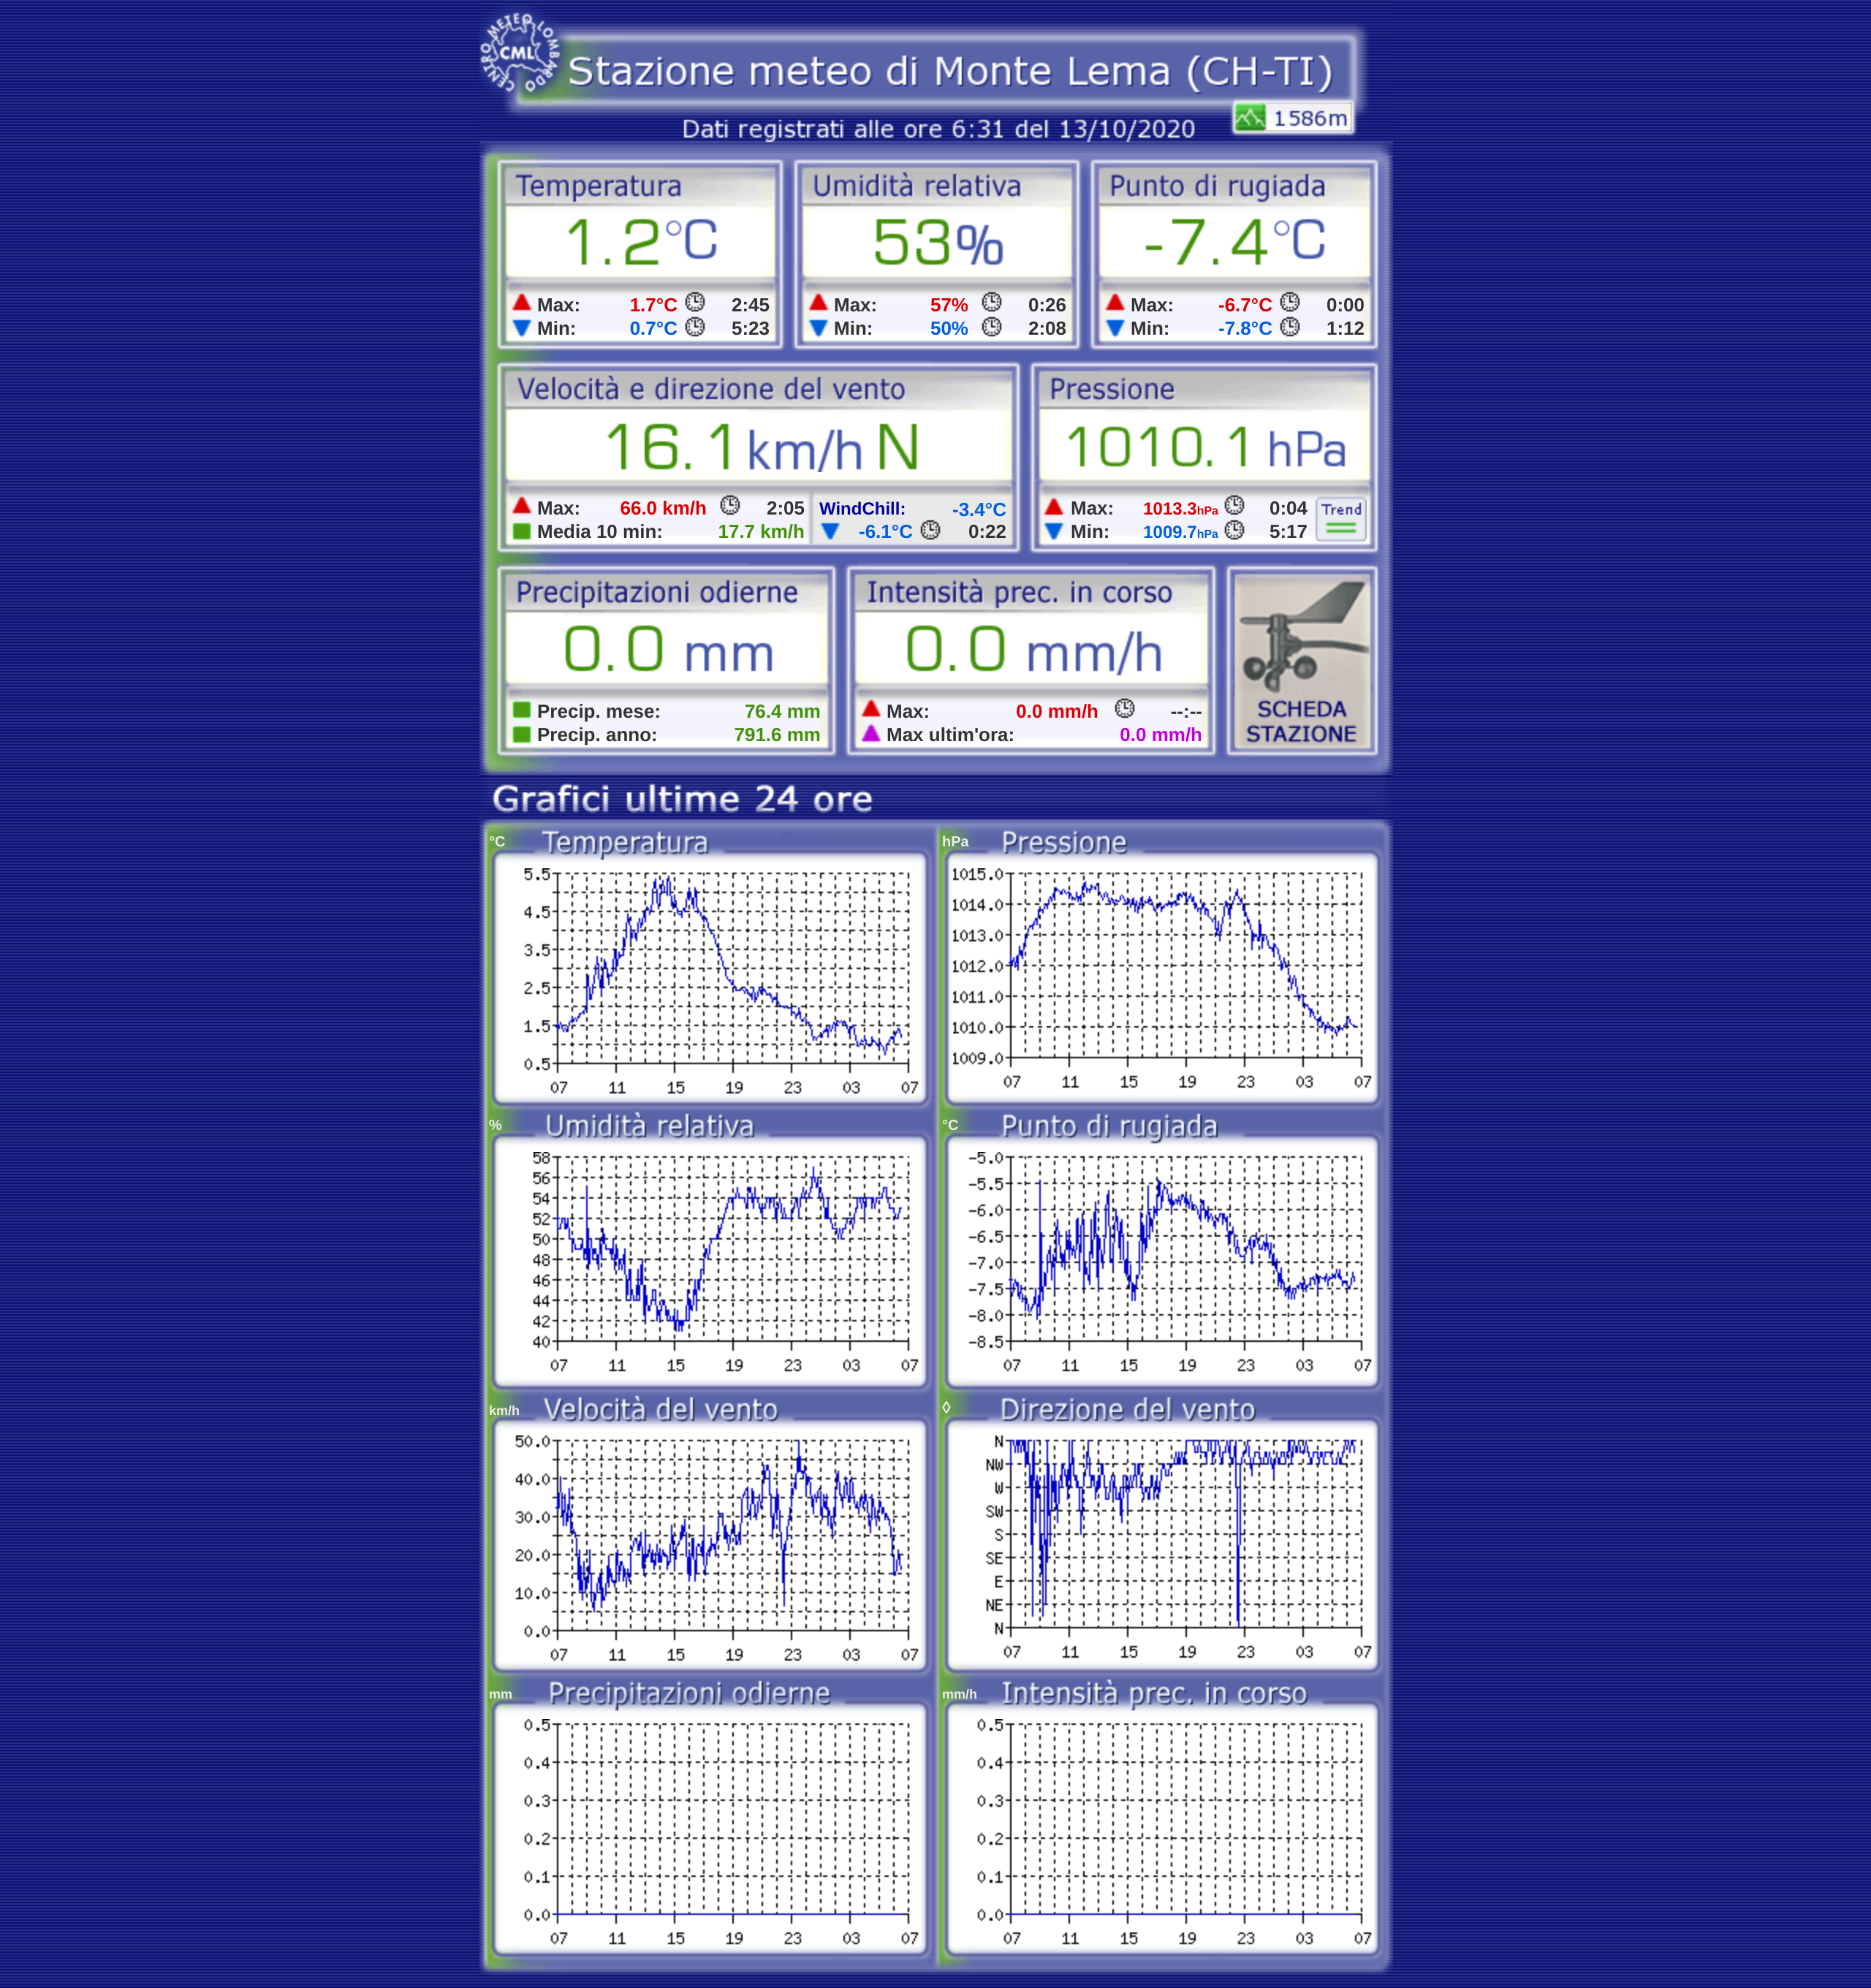 CENTRO METEO LOMBARDO
CML
Stazione meteo di Monte Lema (CH-TI)
1586m
Dati registrati alle ore 6:31 del 13/10/2020
Temperatura
1.2°C
Max: 1.7°C 2:45
Min: 0.7°C 5:23
Umidità relativa
53%
Max: 57% 0:26
Min: 50% 2:08
Punto di rugiada
-7.4°C
Max: -6.7°C 0:00
Min: -7.8°C 1:12
Velocità e direzione del vento
16.1 km/h N
Max: 66.0 km/h 2:05
Media 10 min: 17.7 km/h
WindChill: -3.4°C
-6.1°C 0:22
Pressione
1010.1 hPa
Max: 1013.3hPa 0:04
Min: 1009.7hPa 5:17
Trend
Precipitazioni odierne
0.0 mm
Precip. mese: 76.4 mm
Precip. anno: 791.6 mm
Intensità prec. in corso
0.0 mm/h
Max: 0.0 mm/h --:--
Max ultim'ora: 0.0 mm/h
SCHEDA
STAZIONE
Grafici ultime 24 ore
°C Temperatura
5.5
4.5
3.5
2.5
1.5
0.5
07 11 15 19 23 03 07
hPa Pressione
1015.0
1014.0
1013.0
1012.0
1011.0
1010.0
1009.0
07 11 15 19 23 03 07
% Umidità relativa
58
56
54
52
50
48
46
44
42
40
07 11 15 19 23 03 07
°C Punto di rugiada
-5.0
-5.5
-6.0
-6.5
-7.0
-7.5
-8.0
-8.5
07 11 15 19 23 03 07
km/h Velocità del vento
50.0
40.0
30.0
20.0
10.0
0.0
07 11 15 19 23 03 07
◊ Direzione del vento
N
NW
W
SW
S
SE
E
NE
N
07 11 15 19 23 03 07
mm Precipitazioni odierne
0.5
0.4
0.3
0.2
0.1
0.0
07 11 15 19 23 03 07
mm/h Intensità prec. in corso
0.5
0.4
0.3
0.2
0.1
0.0
07 11 15 19 23 03 07